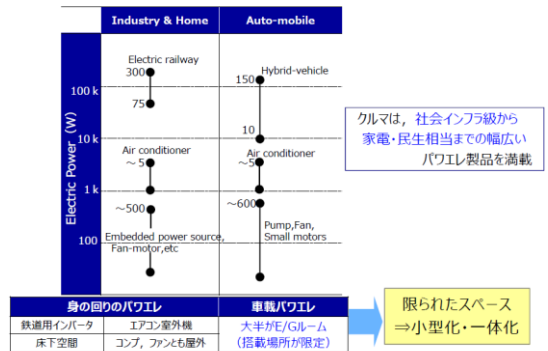 Industry & Home
Auto-mobile
Electric Power (W)
100 k
10 k
1 k
100
Electric railway
300
75
Air conditioner
～5
～500
Embedded power source,
Fan-motor,etc
Hybrid-vehicle
150
10
Air conditioner
～5
～600
Pump,Fan,
Small motors
クルマは，社会インフラ級から
家電・民生相当までの幅広い
パワエレ製品を満載
身の回りのパワエレ
車載パワエレ
鉄道用インバータ
エアコン室外機
大半がE/Gルーム
床下空間
コンプ，ファンとも屋外
（搭載場所が限定）
限られたスペース
⇒小型化・一体化